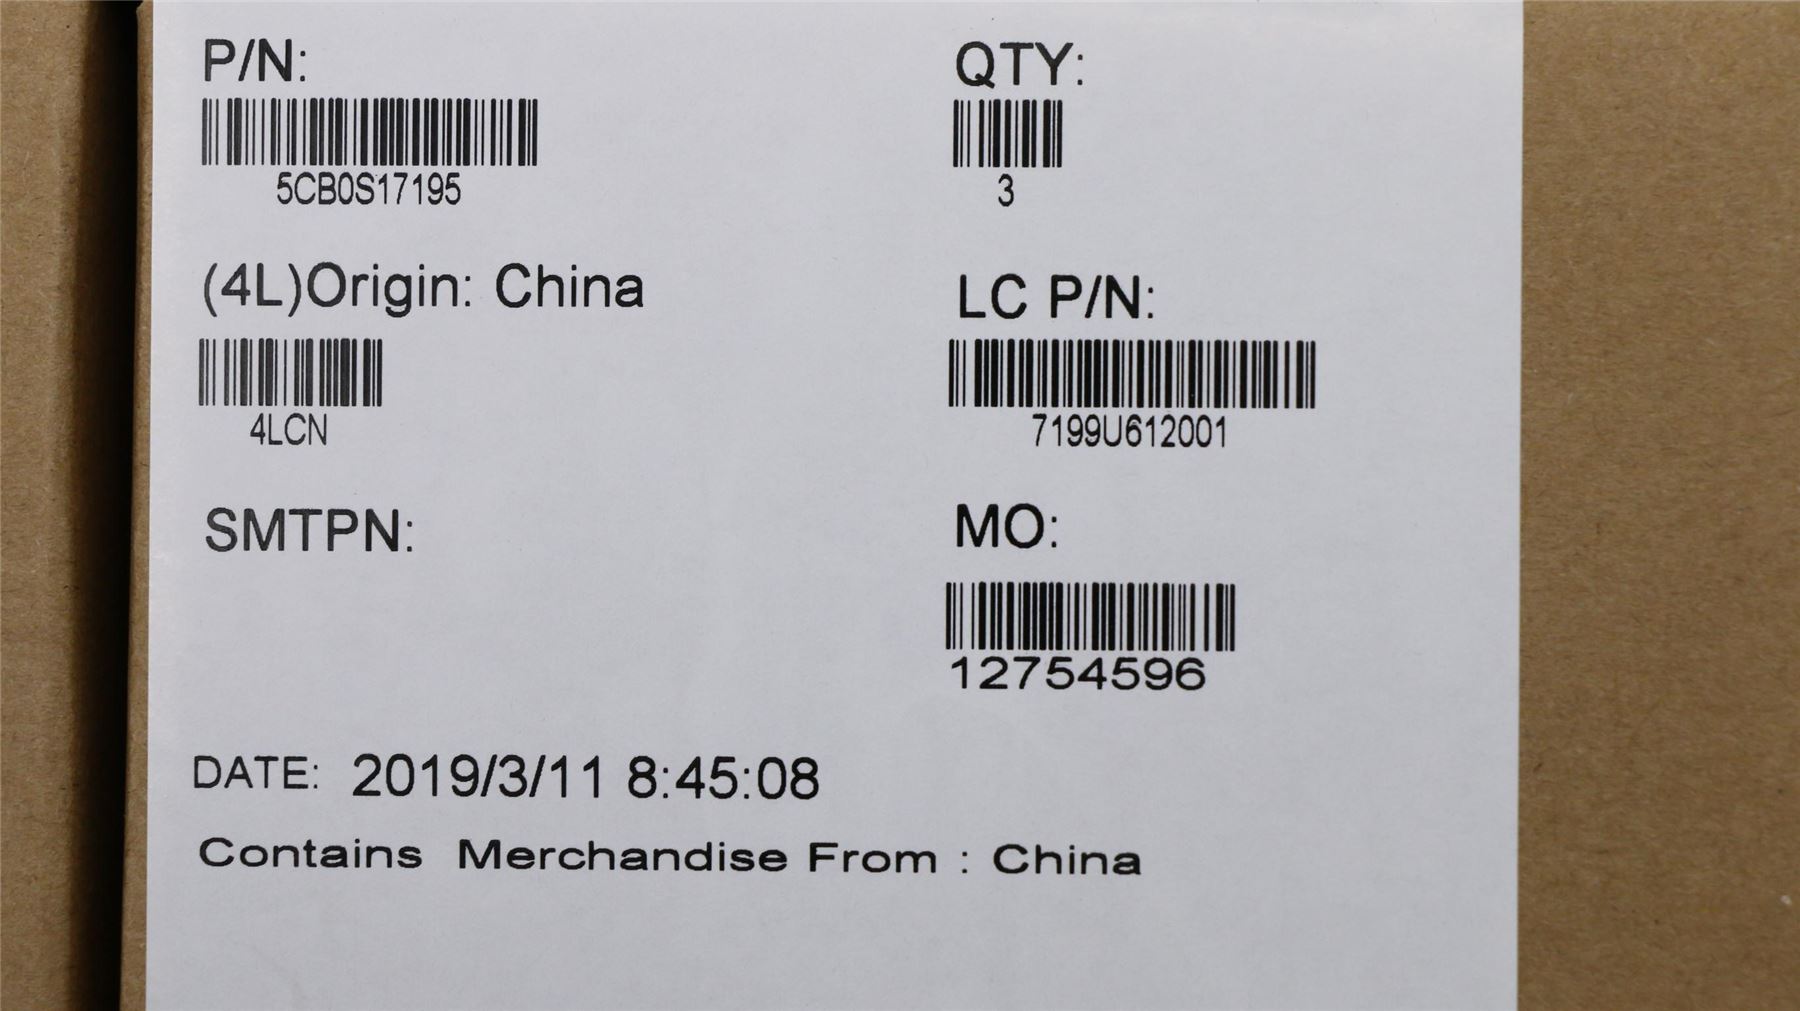 P/N:
5CB0S17195
QTY:
3
(4L)Origin: China
4LCN
LC P/N:
7199U612001
SMTPN:
MO:
12754596
DATE: 2019/3/11 8:45:08
Contains Merchandise From : China